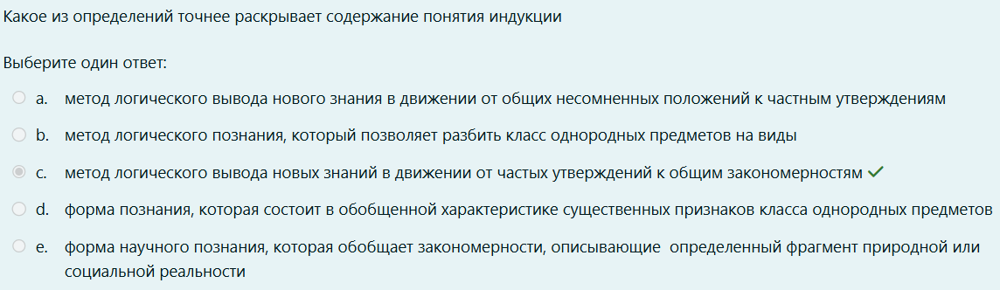 Какое из определений точнее раскрывает содержание понятия индукции
Выберите один ответ:
a. метод логического вывода нового знания в движении от общих несомненных положений к частным утверждениям
b. метод логического познания, который позволяет разбить класс однородных предметов на виды
c. метод логического вывода новых знаний в движении от частых утверждений к общим закономерностям
d. форма познания, которая состоит в обобщенной характеристике существенных признаков класса однородных предметов
e. форма научного познания, которая обобщает закономерности, описывающие определенный фрагмент природной или
социальной реальности